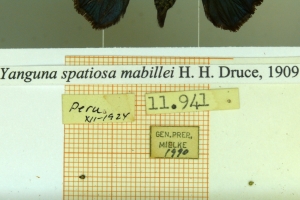 Yanguna spatiosa mabillei H. H. Druce, 1909
Peru
XII-1924
11.941
GEN. PREP.
MIELKE
1990